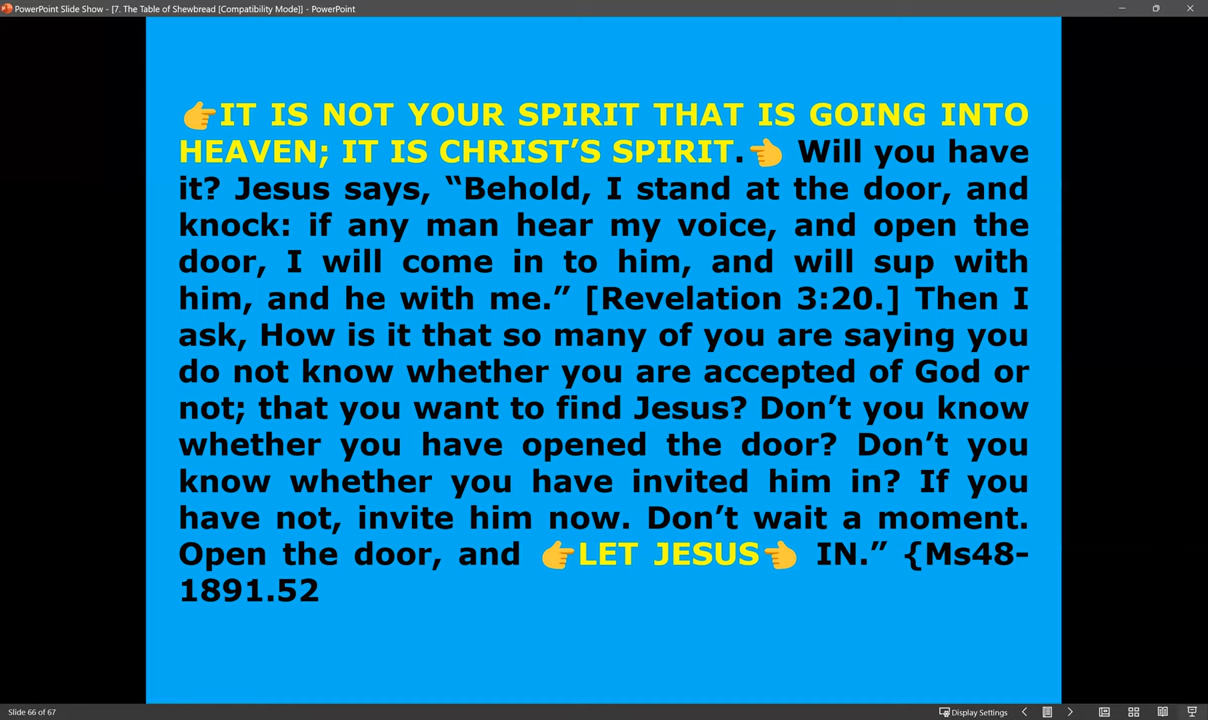 PowerPoint Slide Show - [7. The Table of Shewbread [Compatibility Mode]] - PowerPoint
👉IT IS NOT YOUR SPIRIT THAT IS GOING INTO
HEAVEN; IT IS CHRIST’S SPIRIT.👈 Will you have
it? Jesus says, “Behold, I stand at the door, and
knock: if any man hear my voice, and open the
door, I will come in to him, and will sup with
him, and he with me.” [Revelation 3:20.] Then I
ask, How is it that so many of you are saying you
do not know whether you are accepted of God or
not; that you want to find Jesus? Don’t you know
whether you have opened the door? Don’t you
know whether you have invited him in? If you
have not, invite him now. Don’t wait a moment.
Open the door, and 👉LET JESUS👈 IN.” {Ms48-
1891.52
Slide 66 of 67
Display Settings